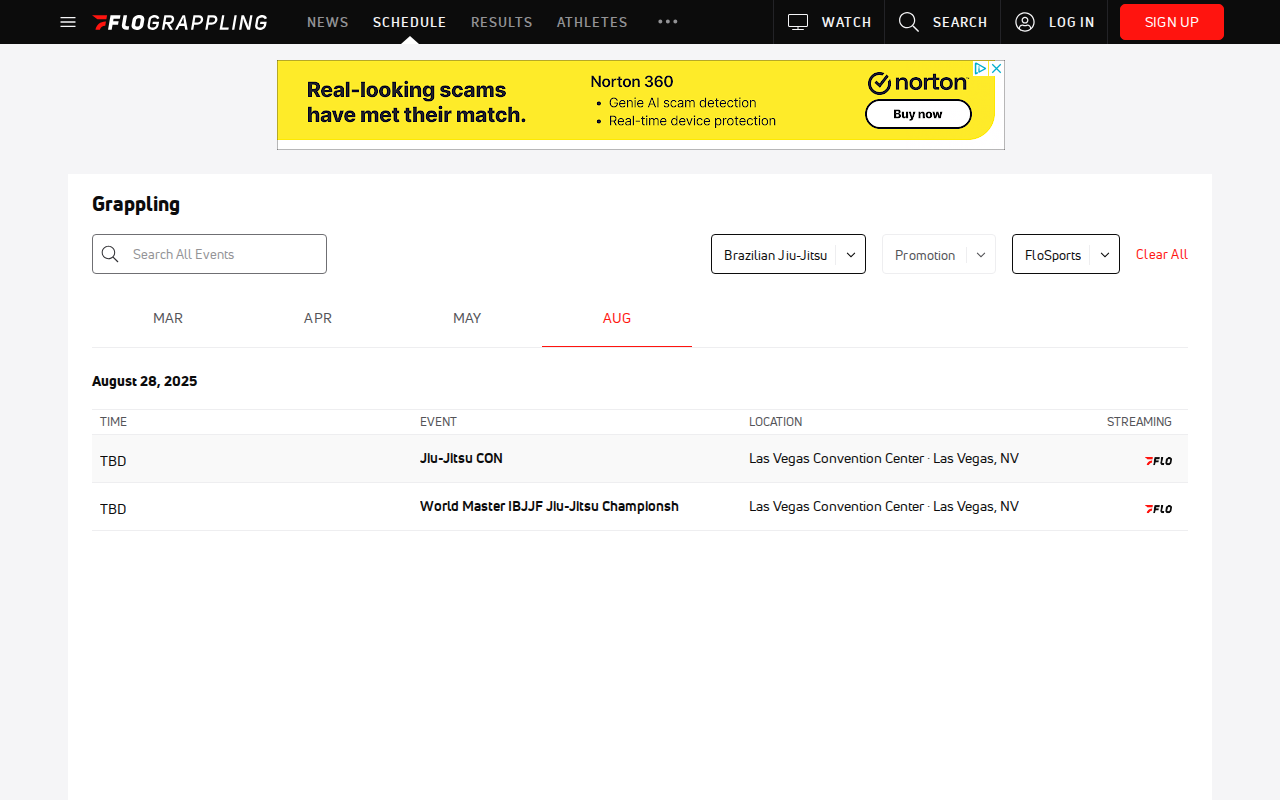 FLOGRAPPLING NEWS SCHEDULE RESULTS ATHLETES WATCH SEARCH LOG IN SIGN UP
Real-looking scams
have met their match.
Norton 360
• Genie AI scam detection
• Real-time device protection
norton
Buy now
Grappling
Search All Events
Brazilian Jiu-Jitsu
Promotion
FloSports
Clear All
MAR APR MAY AUG
August 28, 2025
TIME EVENT LOCATION STREAMING
TBD Jiu-Jitsu CON Las Vegas Convention Center · Las Vegas, NV FLO
TBD World Master IBJJF Jiu-Jitsu Championsh Las Vegas Convention Center · Las Vegas, NV FLO